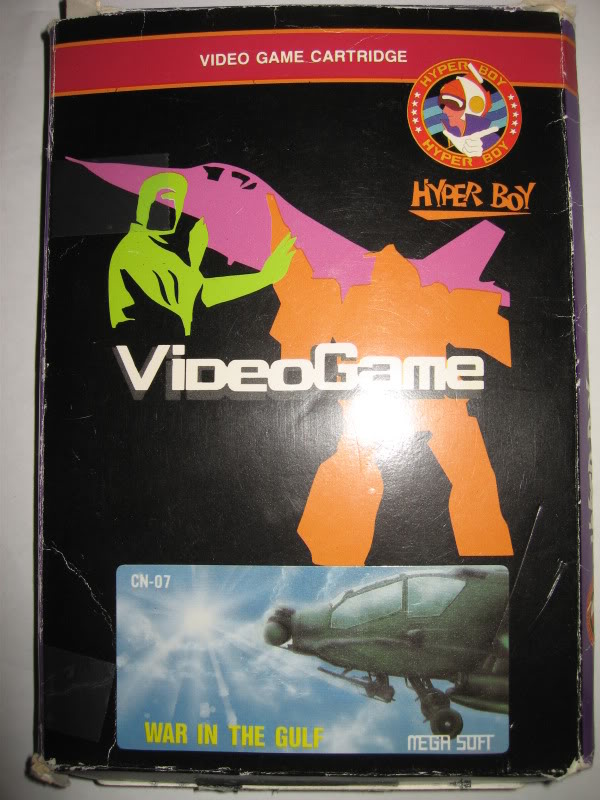 VIDEO GAME CARTRIDGE
HYPER BOY
HYPER BOY
HYPER BOY
VIDEOGAME
CN-07
WAR IN THE GULF
MEGA SOFT